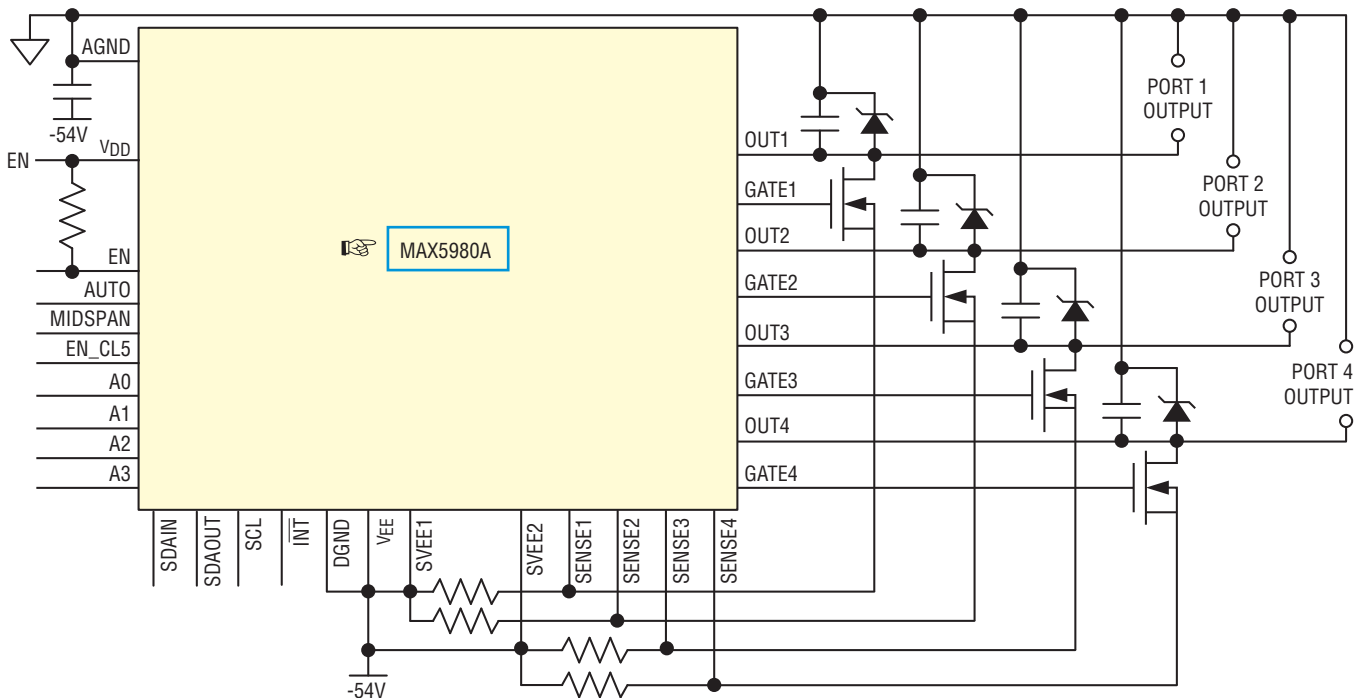 AGND
-54V
EN
VDD
EN
AUTO
MIDSPAN
EN_CL5
A0
A1
A2
A3
MAX5980A
OUT1
GATE1
OUT2
GATE2
OUT3
GATE3
OUT4
GATE4
PORT 1
OUTPUT
PORT 2
OUTPUT
PORT 3
OUTPUT
PORT 4
OUTPUT
SDAIN
SDAOUT
SCL
INT
DGND
VEE
SVEE1
SVEE2
SENSE1
SENSE2
SENSE3
SENSE4
-54V